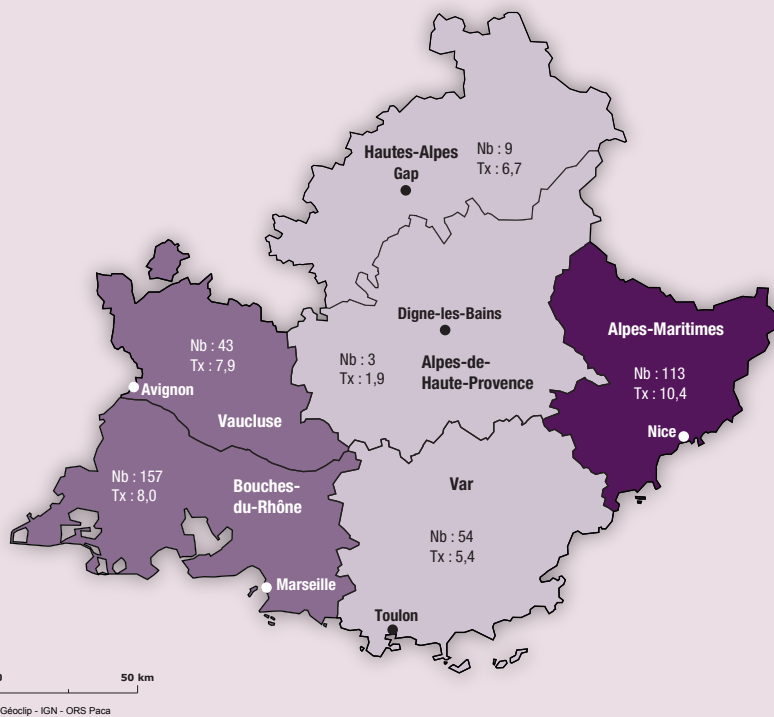 Hautes-Alpes
Gap
Nb : 9
Tx : 6,7
Digne-les-Bains
Nb : 3
Tx : 1,9
Alpes-de-
Haute-Provence
Alpes-Maritimes
Nb : 113
Tx : 10,4
Nice
Nb : 43
Tx : 7,9
Avignon
Vaucluse
Nb : 157
Tx : 8,0
Bouches-
du-Rhône
Marseille
Var
Nb : 54
Tx : 5,4
Toulon
0
50 km
Géoclip - IGN - ORS Paca